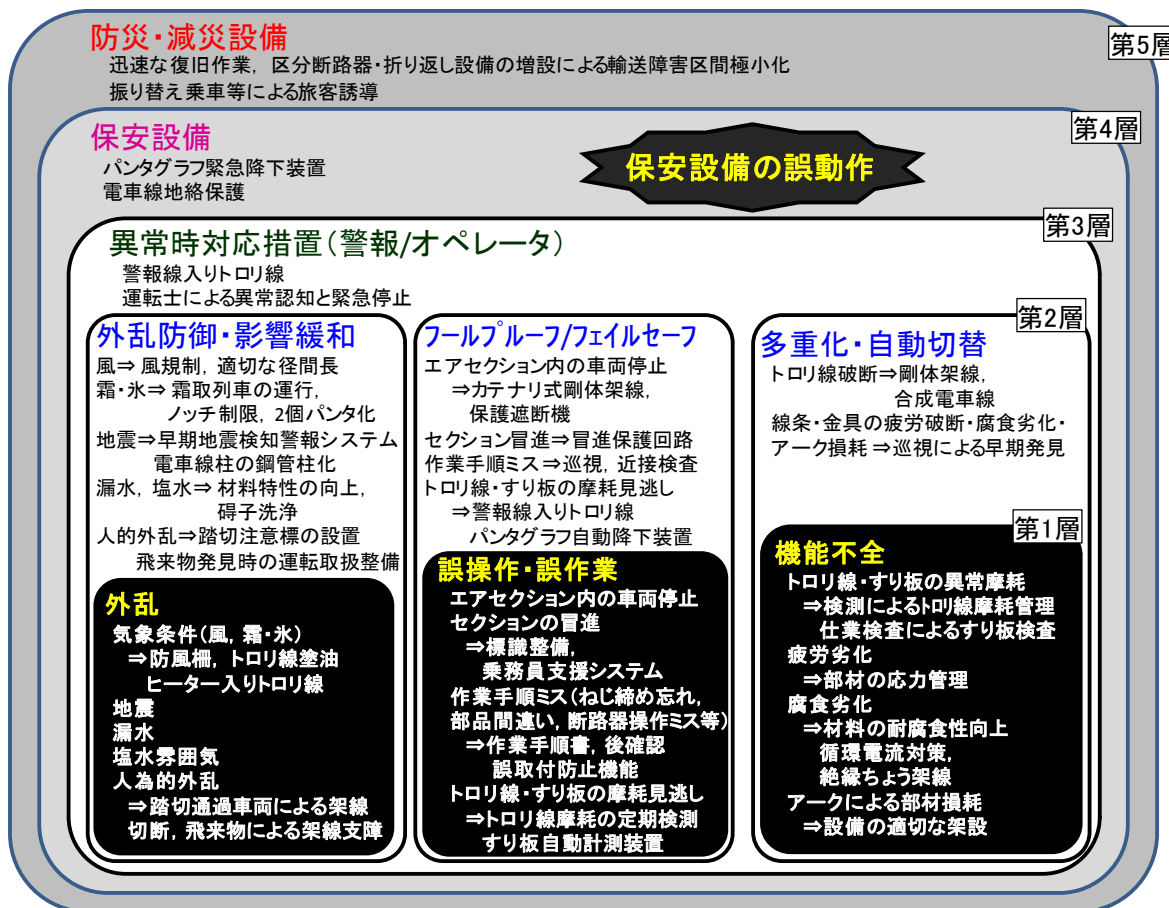 防災・減災設備
第5層
迅速な復旧作業，区分断路器・折り返し設備の増設による輸送障害区間極小化
振り替え乗車等による旅客誘導
保安設備
第4層
パンタグラフ緊急降下装置
電車線地絡保護
保安設備の誤動作
異常時対応措置（警報/オペレータ）
第3層
警報線入りトロリ線
運転士による異常認知と緊急停止
外乱防御・影響緩和
風⇒風規制，適切な径間長
霜・氷⇒霜取列車の運行，
ノッチ制限，2個パンタ化
地震⇒早期地震検知警報システム
電車線柱の鋼管柱化
漏水，塩水⇒材料特性の向上，
碍子洗浄
人的外乱⇒踏切注意標の設置
飛来物発見時の運転取扱整備
外乱
気象条件（風，霜・氷）
⇒防風柵，トロリ線塗油
ヒーター入りトロリ線
地震
漏水
塩水雰囲気
人為的外乱
⇒踏切通過車両による架線
切断，飛来物による架線支障
フールプルーフ/フェイルセーフ
エアセクション内の車両停止
⇒カテナリ式剛体架線，
保護遮断機
セクション冒進⇒冒進保護回路
作業手順ミス⇒巡視，近接検査
トロリ線・すり板の摩耗見逃し
⇒警報線入りトロリ線
パンタグラフ自動降下装置
誤操作・誤作業
エアセクション内の車両停止
セクションの冒進
⇒標識整備，
乗務員支援システム
作業手順ミス（ねじ締め忘れ，
部品間違い，断路器操作ミス等）
⇒作業手順書，後確認
誤取付防止機能
トロリ線・すり板の摩耗見逃し
⇒トロリ線摩耗の定期検測
すり板自動計測装置
第2層
多重化・自動切替
トロリ線破断⇒剛体架線，
合成電車線
線条・金具の疲労破断・腐食劣化・
アーク損耗⇒巡視による早期発見
第1層
機能不全
トロリ線・すり板の異常摩耗
⇒検測によるトロリ線摩耗管理
仕業検査によるすり板検査
疲労劣化
⇒部材の応力管理
腐食劣化
⇒材料の耐腐食性向上
循環電流対策，
絶縁ちょう架線
アークによる部材損耗
⇒設備の適切な架設